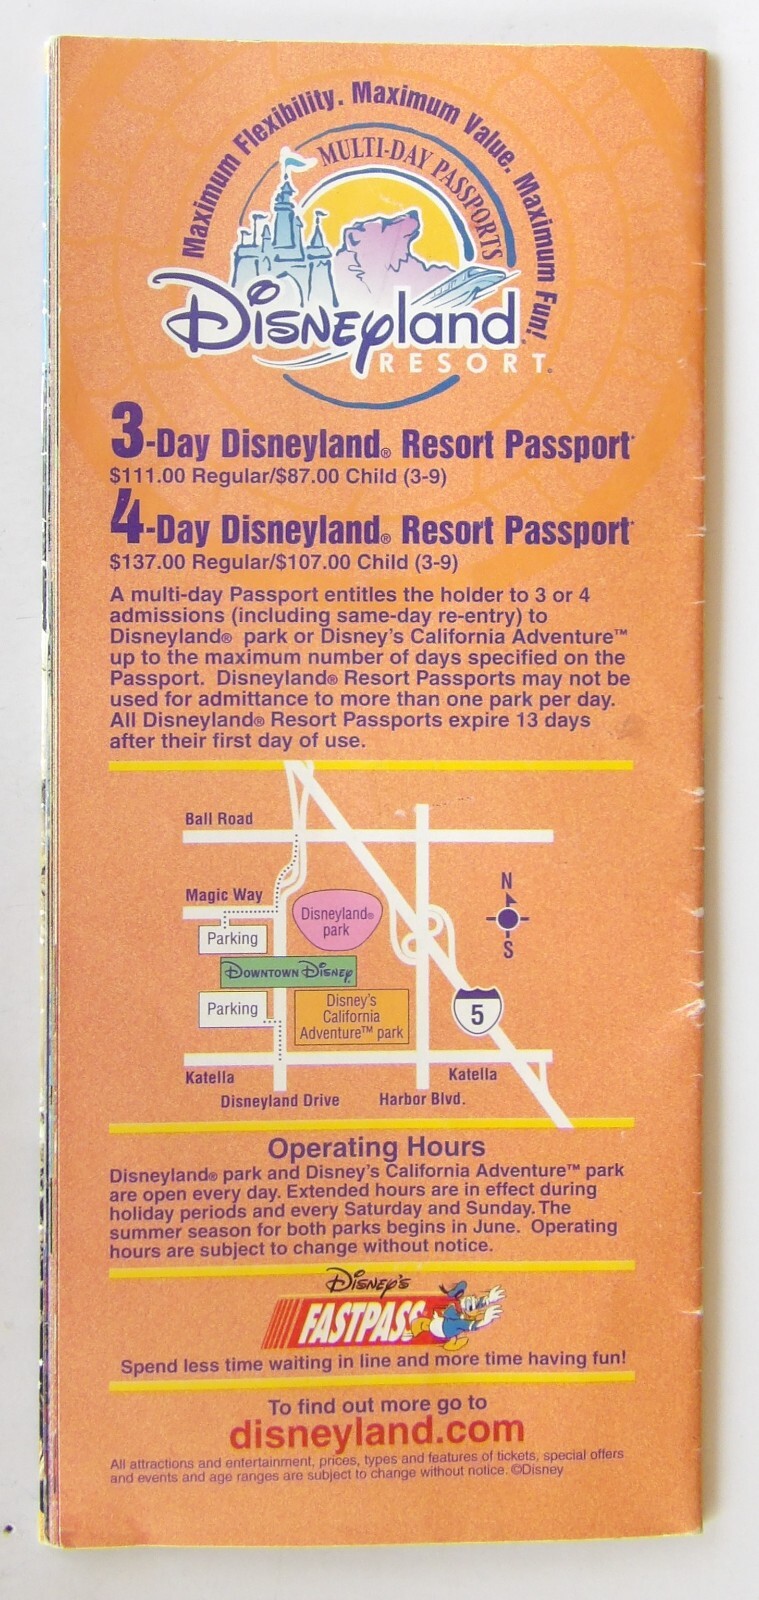 Maximum Flexibility. Maximum Value. Maximum Fun!
MULTI-DAY PASSPORTS
Disneyland®
RESORT®
3-Day Disneyland® Resort Passport*
$111.00 Regular/$87.00 Child (3-9)
4-Day Disneyland® Resort Passport*
$137.00 Regular/$107.00 Child (3-9)
A multi-day Passport entitles the holder to 3 or 4
admissions (including same-day re-entry) to
Disneyland® park or Disney's California Adventure™
up to the maximum number of days specified on the
Passport. Disneyland® Resort Passports may not be
used for admittance to more than one park per day.
All Disneyland® Resort Passports expire 13 days
after their first day of use.
Ball Road
Magic Way
N
Disneyland®
park
Parking
S
DOWNTOWN DISNEY
Parking
Disney's
California
Adventure™ park
5
Katella
Katella
Disneyland Drive
Harbor Blvd.
Operating Hours
Disneyland® park and Disney's California Adventure™ park
are open every day. Extended hours are in effect during
holiday periods and every Saturday and Sunday. The
summer season for both parks begins in June. Operating
hours are subject to change without notice.
DISNEY'S
FASTPASS
Spend less time waiting in line and more time having fun!
To find out more go to
disneyland.com
All attractions and entertainment, prices, types and features of tickets, special offers
and events and age ranges are subject to change without notice. ©Disney